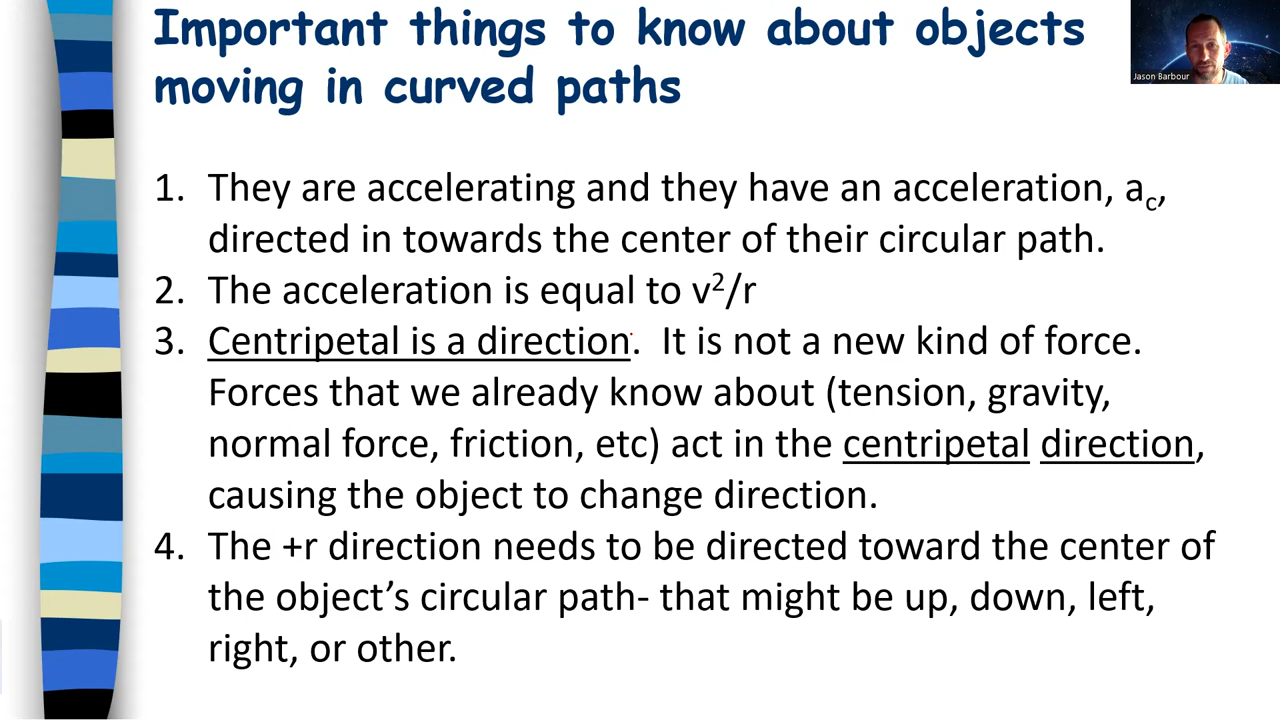 Important things to know about objects
moving in curved paths
Jason Barbour
1. They are accelerating and they have an acceleration, a_c,
directed in towards the center of their circular path.
2. The acceleration is equal to v²/r
3. Centripetal is a direction. It is not a new kind of force.
Forces that we already know about (tension, gravity,
normal force, friction, etc) act in the centripetal direction,
causing the object to change direction.
4. The +r direction needs to be directed toward the center of
the object’s circular path- that might be up, down, left,
right, or other.